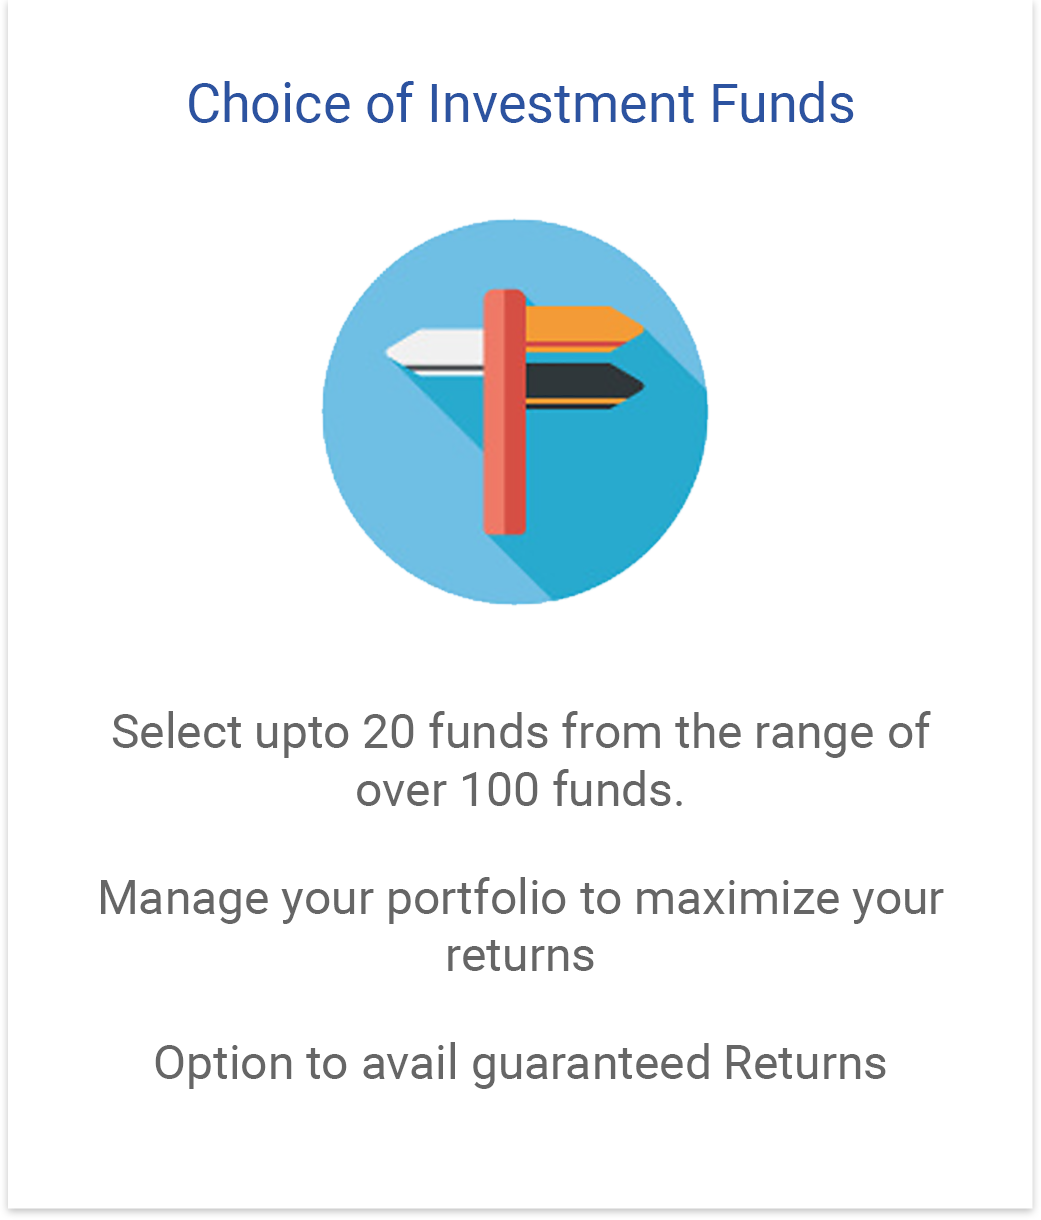 Choice of Investment Funds
Select upto 20 funds from the range of
over 100 funds.
Manage your portfolio to maximize your
returns
Option to avail guaranteed Returns